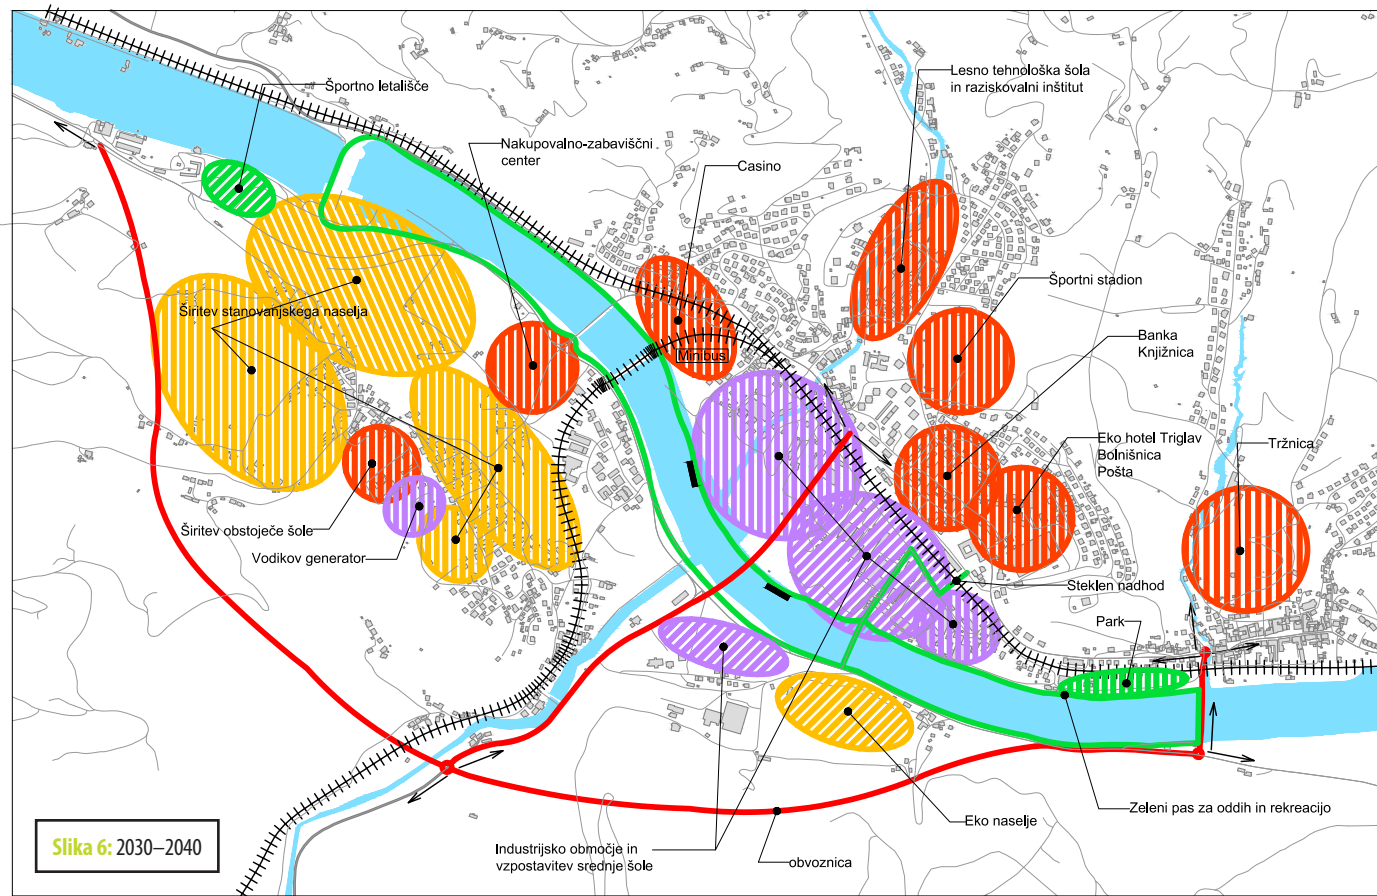 Lesno tehnološka šola
in raziskovalni inštitut
Športno letališče
Nakupovalno-zabaviščni
center
Casino
Športni stadion
Banka
Knjižnica
Širitev stanovanjskega naselja
Minibus
Eko hotel Triglav
Bolnišnica
Pošta
Tržnica
Širitev obstoječe šole
Vodikov generator
Steklen nadhod
Park
Zeleni pas za oddih in rekreacijo
Eko naselje
Industrijsko območje in
vzpostavitev srednje šole
obvoznica
Slika 6: 2030–2040